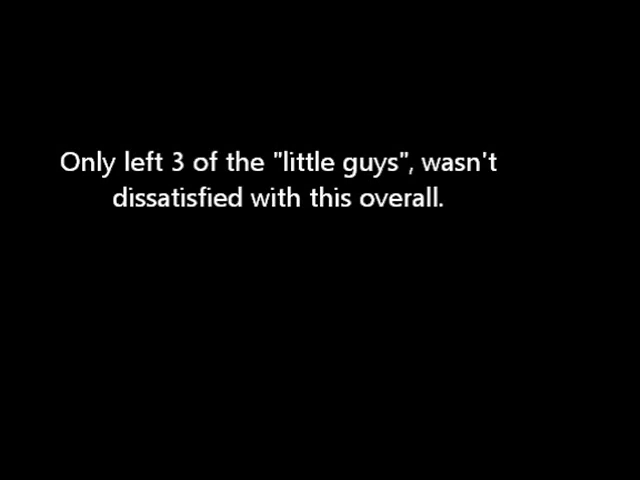 Only left 3 of the "little guys", wasn't
dissatisfied with this overall.